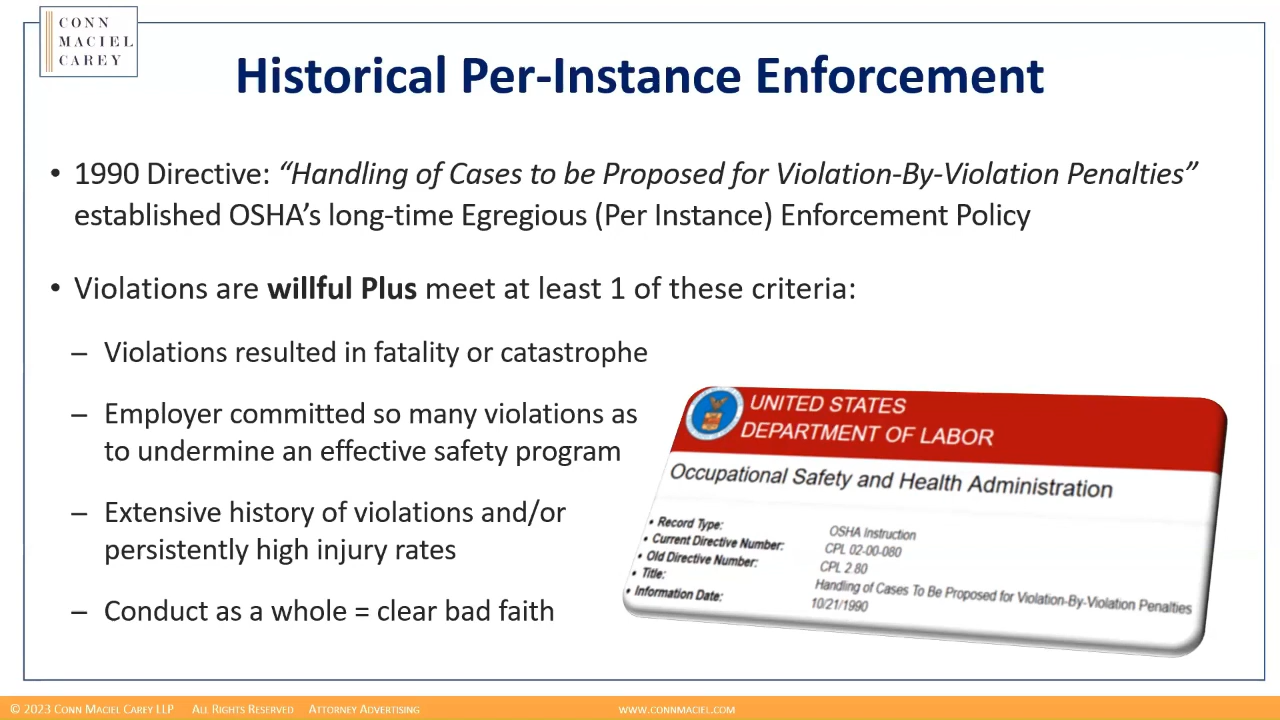 CONN
MACIEL
CAREY
Historical Per-Instance Enforcement
• 1990 Directive: “Handling of Cases to be Proposed for Violation-By-Violation Penalties”
established OSHA’s long-time Egregious (Per Instance) Enforcement Policy
• Violations are willful Plus meet at least 1 of these criteria:
– Violations resulted in fatality or catastrophe
– Employer committed so many violations as
to undermine an effective safety program
– Extensive history of violations and/or
persistently high injury rates
– Conduct as a whole = clear bad faith
UNITED STATES
DEPARTMENT OF LABOR
Occupational Safety and Health Administration
• Record Type: OSHA Instruction
• Current Directive Number: CPL 02-00-080
• Old Directive Number: CPL 2.80
• Title: Handling of Cases To Be Proposed for Violation-By-Violation Penalties
• Information Date: 10/21/1990
© 2023 CONN MACIEL CAREY LLP ALL RIGHTS RESERVED ATTORNEY ADVERTISING WWW.CONNMACIEL.COM